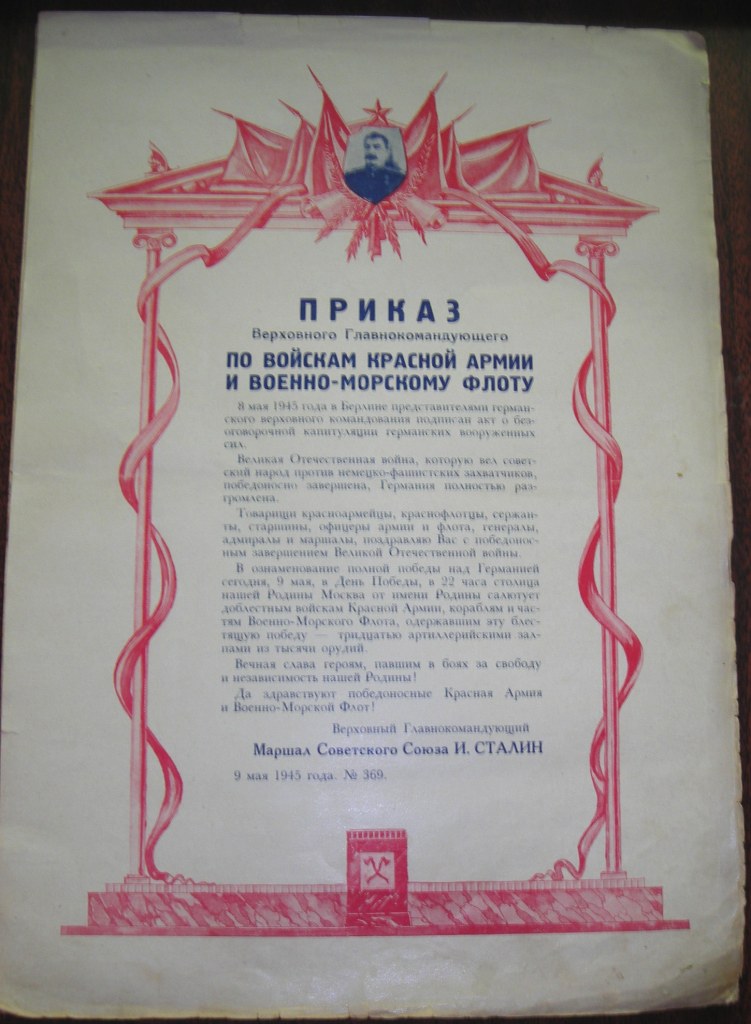 ПРИКАЗ
Верховного Главнокомандующего
ПО ВОЙСКАМ КРАСНОЙ АРМИИ
И ВОЕННО-МОРСКОМУ ФЛОТУ
8 мая 1945 года в Берлине представителями герман-
ского верховного командования подписан акт о без-
оговорочной капитуляции германских вооруженных
сил.
Великая Отечественная война, которую вел совет-
ский народ против немецко-фашистских захватчиков,
победоносно завершена, Германия полностью раз-
громлена.
Товарищи красноармейцы, краснофлотцы, сержан-
ты, старшины, офицеры армии и флота, генералы,
адмиралы и маршалы, поздравляю Вас с победонос-
ным завершением Великой Отечественной войны.
В ознаменование полной победы над Германией
сегодня, 9 мая, в День Победы, в 22 часа столица
нашей Родины Москва от имени Родины салютует
доблестным войскам Красной Армии, кораблям и час-
тям Военно-Морского Флота, одержавшим эту блес-
тящую победу — тридцатью артиллерийскими зал-
пами из тысячи орудий.
Вечная слава героям, павшим в боях за свободу
и независимость нашей Родины!
Да здравствуют победоносные Красная Армия
и Военно-Морской Флот!
Верховный Главнокомандующий
Маршал Советского Союза И. СТАЛИН
9 мая 1945 года. № 369.